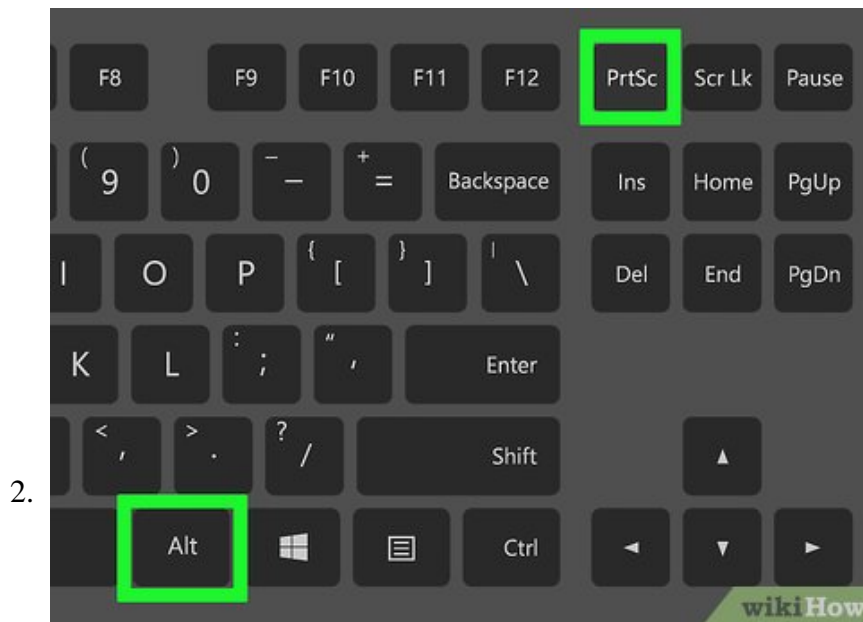 F8 F9 F10 F11 F12 PrtSc Scr Lk Pause
( 9 ) 0 – – + = Backspace Ins Home PgUp
I O P { [ } ] | \ Del End PgDn
K L : ; " ' Enter
< , > . ? / Shift ▲
2.
Alt Ctrl ◄ ▼ ►
wikiHow